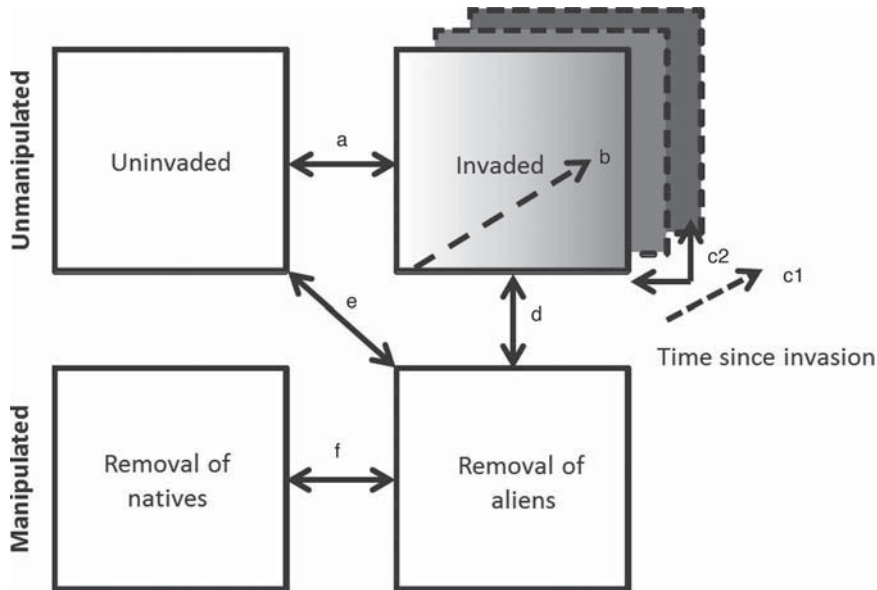 Unmanipulated
Uninvaded
a
Invaded
b
c2
c1
Time since invasion
e
d
Manipulated
Removal of
natives
f
Removal of
aliens